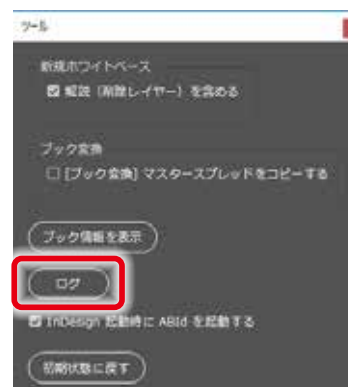 ツール
新規ホワイトベース
解説（削除レイヤー）を含める
ブック変換
[ブック変換] マスタースプレッドをコピーする
ブック情報を表示
ログ
InDesign 起動時に ABId を起動する
初期状態に戻す